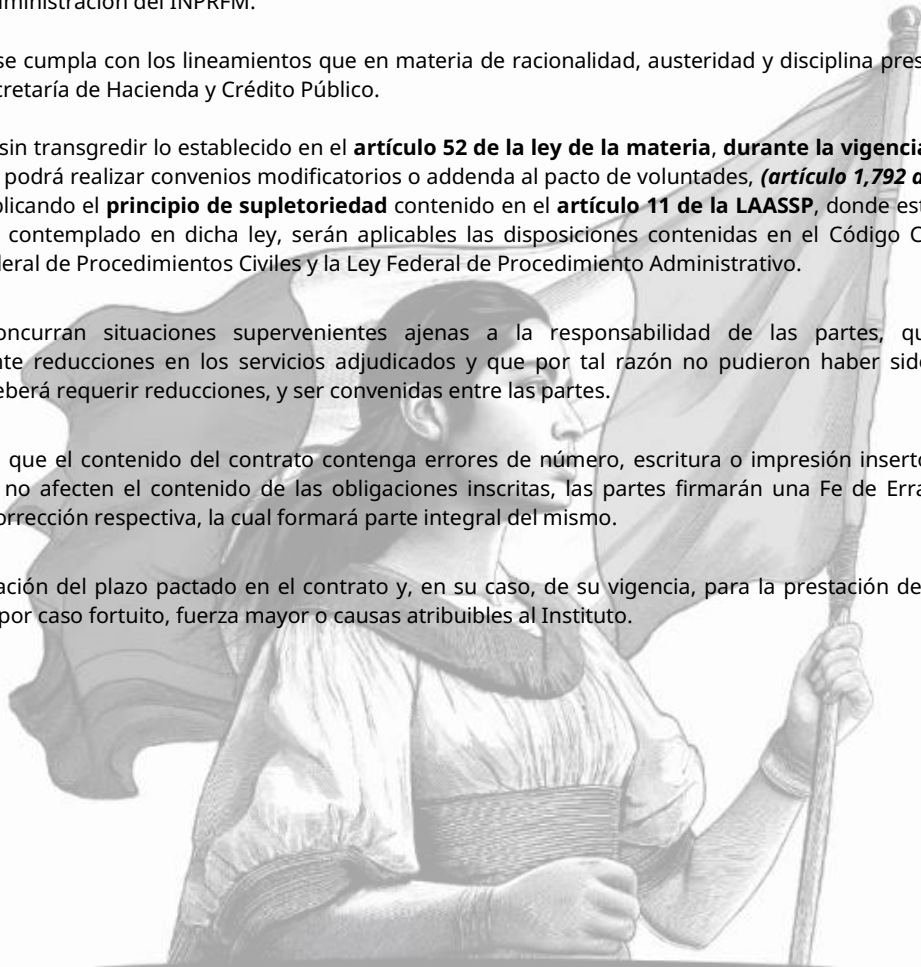 ministración del INPRFM.
se cumpla con los lineamientos que en materia de racionalidad, austeridad y disciplina pres
cretaría de Hacienda y Crédito Público.
sin transgredir lo establecido en el artículo 52 de la ley de la materia, durante la vigencia
podrá realizar convenios modificatorios o addenda al pacto de voluntades, (artículo 1,792 d
plicando el principio de supletoriedad contenido en el artículo 11 de la LAASSP, donde est
contemplado en dicha ley, serán aplicables las disposiciones contenidas en el Código C
deral de Procedimientos Civiles y la Ley Federal de Procedimiento Administrativo.
oncurran situaciones supervenientes ajenas a la responsabilidad de las partes, qu
nte reducciones en los servicios adjudicados y que por tal razón no pudieron haber sido
eberá requerir reducciones, y ser convenidas entre las partes.
que el contenido del contrato contenga errores de número, escritura o impresión inserto
no afecten el contenido de las obligaciones inscritas, las partes firmarán una Fe de Erra
orrección respectiva, la cual formará parte integral del mismo.
ación del plazo pactado en el contrato y, en su caso, de su vigencia, para la prestación de
por caso fortuito, fuerza mayor o causas atribuibles al Instituto.